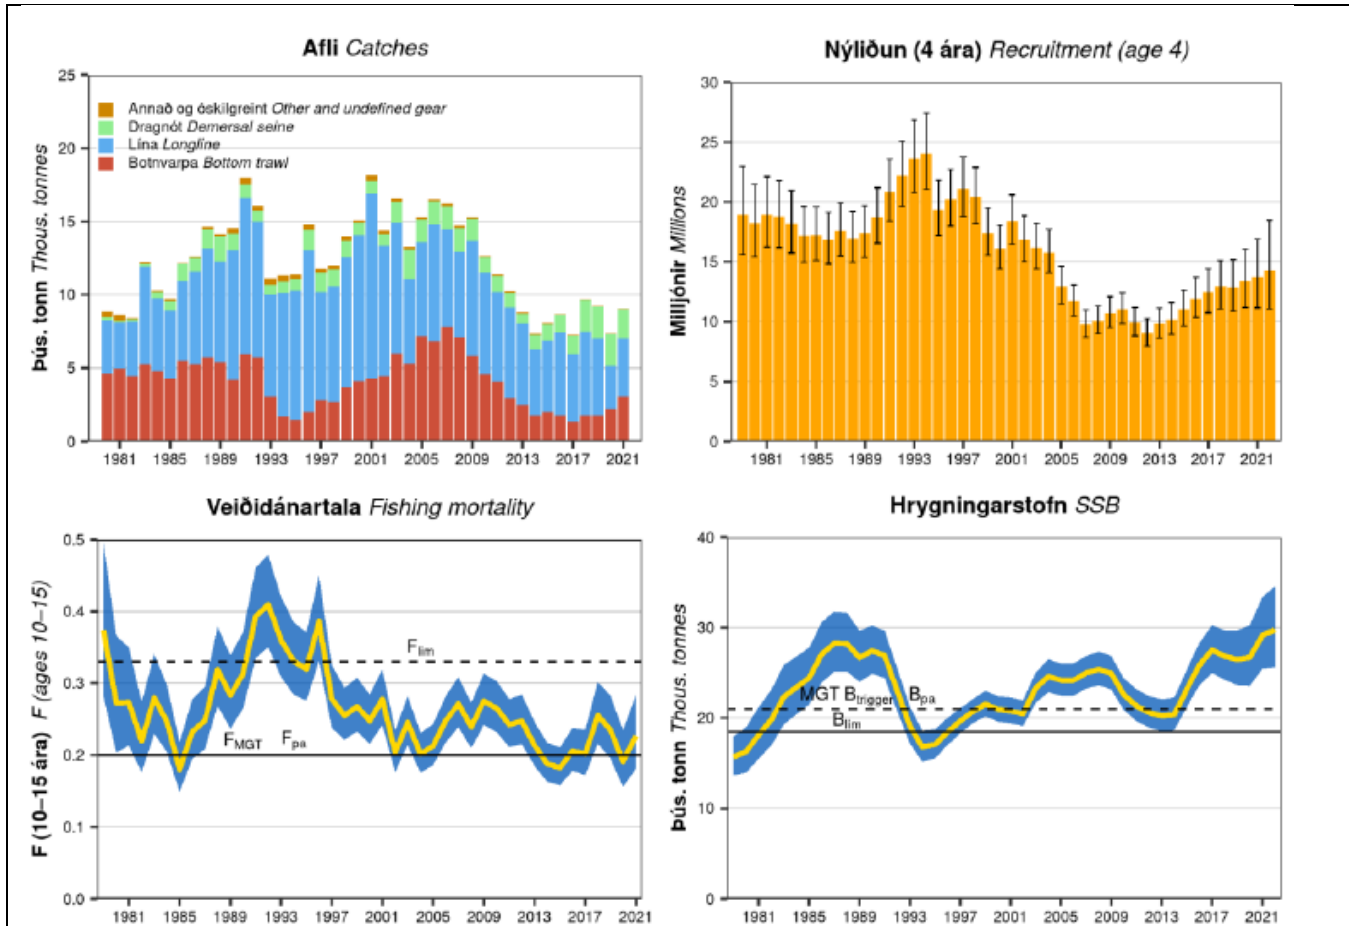 Afli Catches
Þús. tonn Thous. tonnes
25
20
15
10
5
0
Annað og óskilgreint Other and undefined gear
Dragnót Demersal seine
Lína Longline
Botnvarpa Bottom trawl
1981 1985 1989 1993 1997 2001 2005 2009 2013 2017 2021
Nýliðun (4 ára) Recruitment (age 4)
Milljónir Millions
30
25
20
15
10
5
0
1981 1985 1989 1993 1997 2001 2005 2009 2013 2017 2021
Veiðidánartala Fishing mortality
F (10–15 ára) F (ages 10–15)
0.5
0.4
0.3
0.2
0.1
0.0
Flim
FMGT Fpa
1981 1985 1989 1993 1997 2001 2005 2009 2013 2017 2021
Hrygningarstofn SSB
Þús. tonn Thous. tonnes
40
30
20
10
0
MGT Btrigger Bpa
Blim
1981 1985 1989 1993 1997 2001 2005 2009 2013 2017 2021